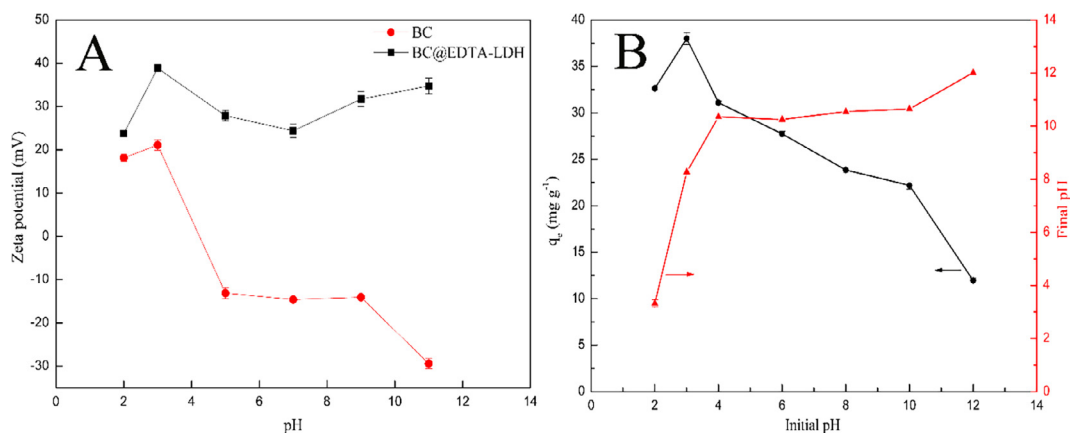 A
BC
BC@EDTA-LDH
50
40
30
20
10
0
-10
-20
-30
Zeta potential (mV)
0 2 4 6 8 10 12 14
pH
B
40
35
30
25
20
15
10
5
0
qe (mg g-1)
14
12
10
8
6
4
2
0
Final pH
0 2 4 6 8 10 12 14
Initial pH